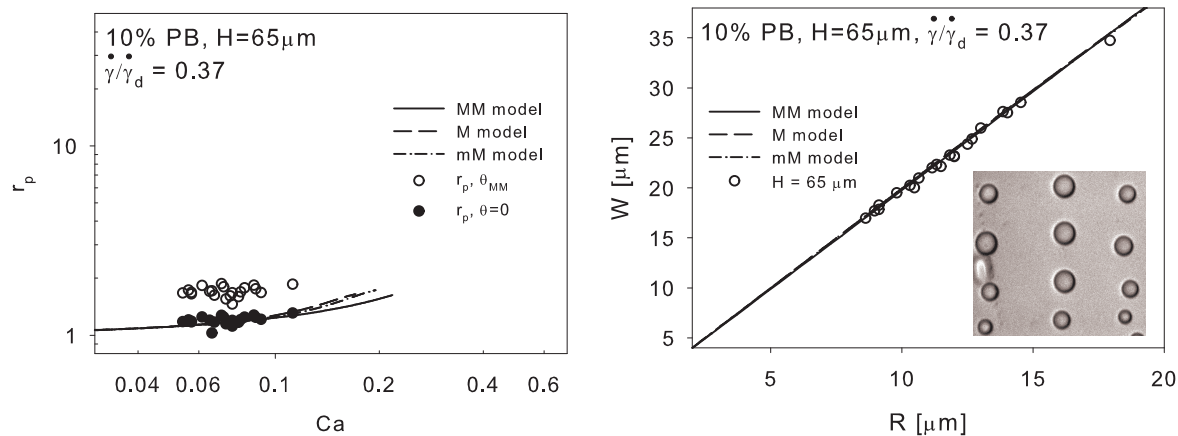 10% PB, H=65μm
γ̇/γ̇d = 0.37
MM model
M model
mM model
rp, θMM
rp, θ=0
10
1
rp
0.04 0.06 0.1 0.2 0.4 0.6
Ca
10% PB, H=65μm, γ̇/γ̇d = 0.37
MM model
M model
mM model
H = 65 μm
35
30
25
20
15
10
5
W [μm]
5 10 15 20
R [μm]